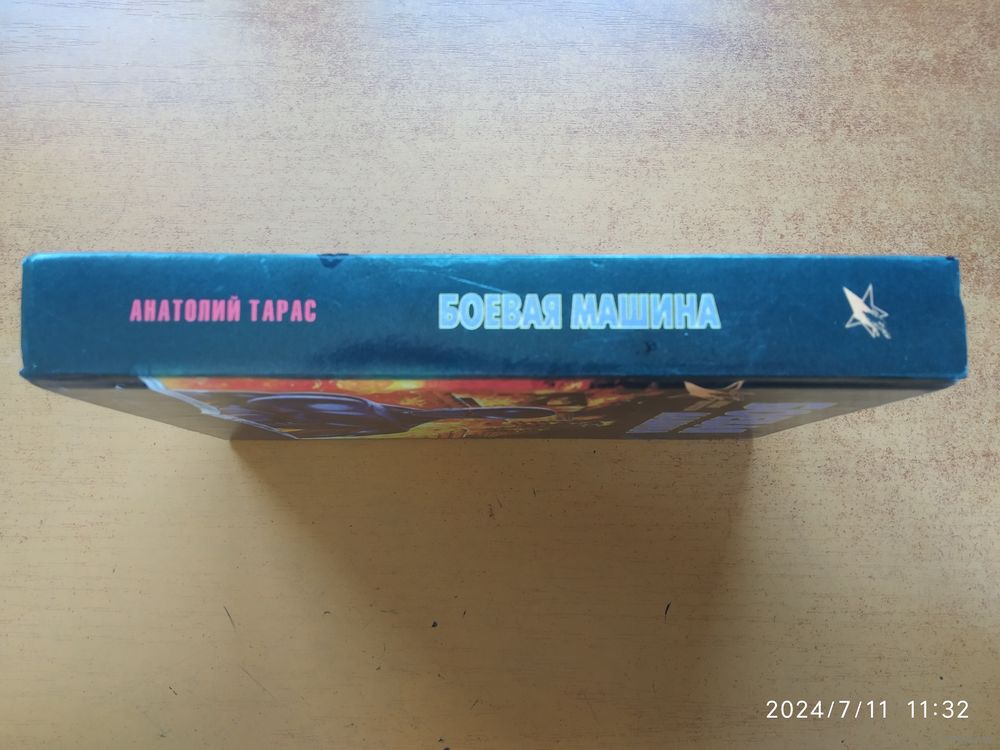 АНАТОЛИЙ ТАРАС
БОЕВАЯ МАШИНА
2024/7/11 11:32